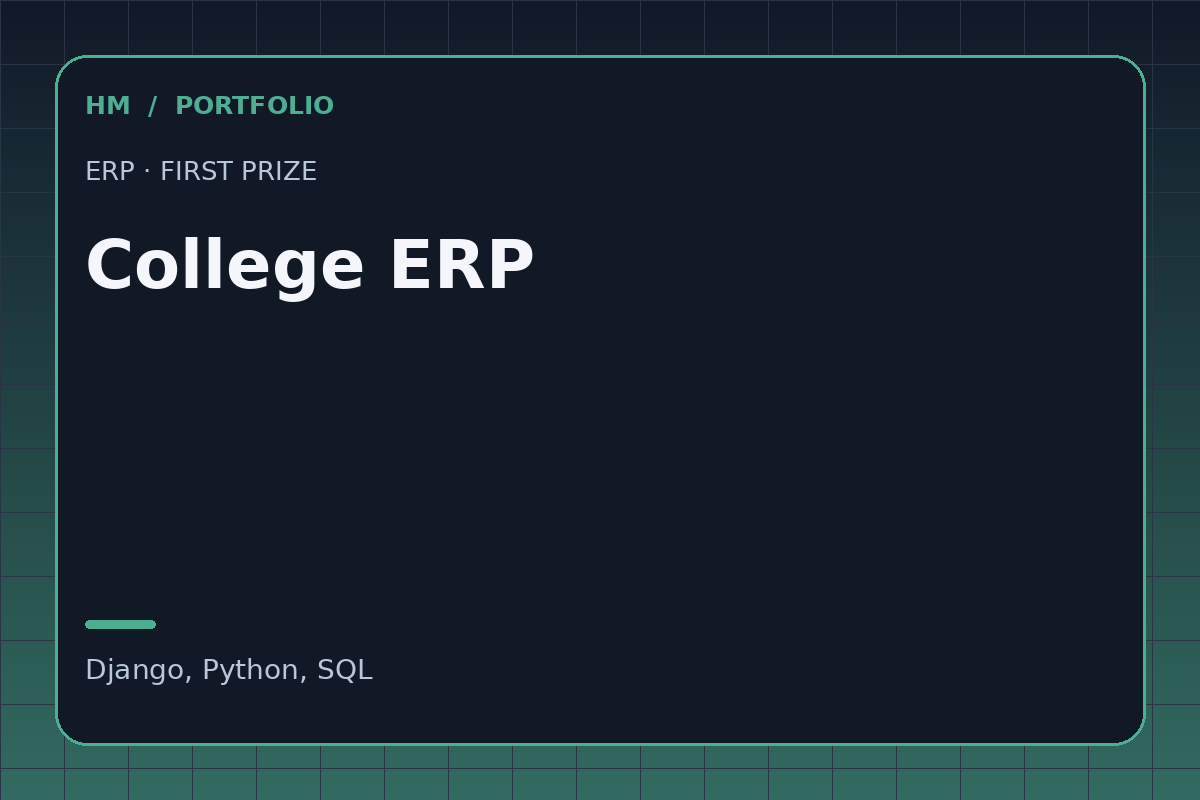 HM / PORTFOLIO
ERP · FIRST PRIZE
College ERP
Django, Python, SQL